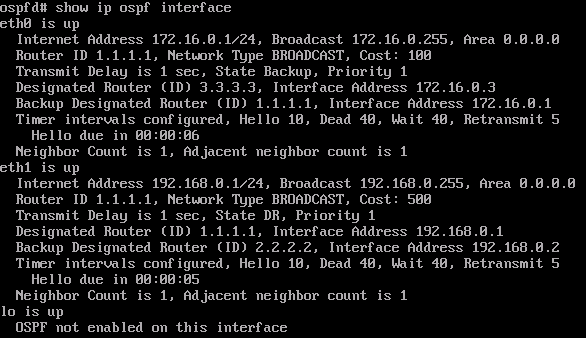 ospfd# show ip ospf interface
eth0 is up
  Internet Address 172.16.0.1/24, Broadcast 172.16.0.255, Area 0.0.0.0
  Router ID 1.1.1.1, Network Type BROADCAST, Cost: 100
  Transmit Delay is 1 sec, State Backup, Priority 1
  Designated Router (ID) 3.3.3.3, Interface Address 172.16.0.3
  Backup Designated Router (ID) 1.1.1.1, Interface Address 172.16.0.1
  Timer intervals configured, Hello 10, Dead 40, Wait 40, Retransmit 5
    Hello due in 00:00:06
  Neighbor Count is 1, Adjacent neighbor count is 1
eth1 is up
  Internet Address 192.168.0.1/24, Broadcast 192.168.0.255, Area 0.0.0.0
  Router ID 1.1.1.1, Network Type BROADCAST, Cost: 500
  Transmit Delay is 1 sec, State DR, Priority 1
  Designated Router (ID) 1.1.1.1, Interface Address 192.168.0.1
  Backup Designated Router (ID) 2.2.2.2, Interface Address 192.168.0.2
  Timer intervals configured, Hello 10, Dead 40, Wait 40, Retransmit 5
    Hello due in 00:00:05
  Neighbor Count is 1, Adjacent neighbor count is 1
lo is up
  OSPF not enabled on this interface